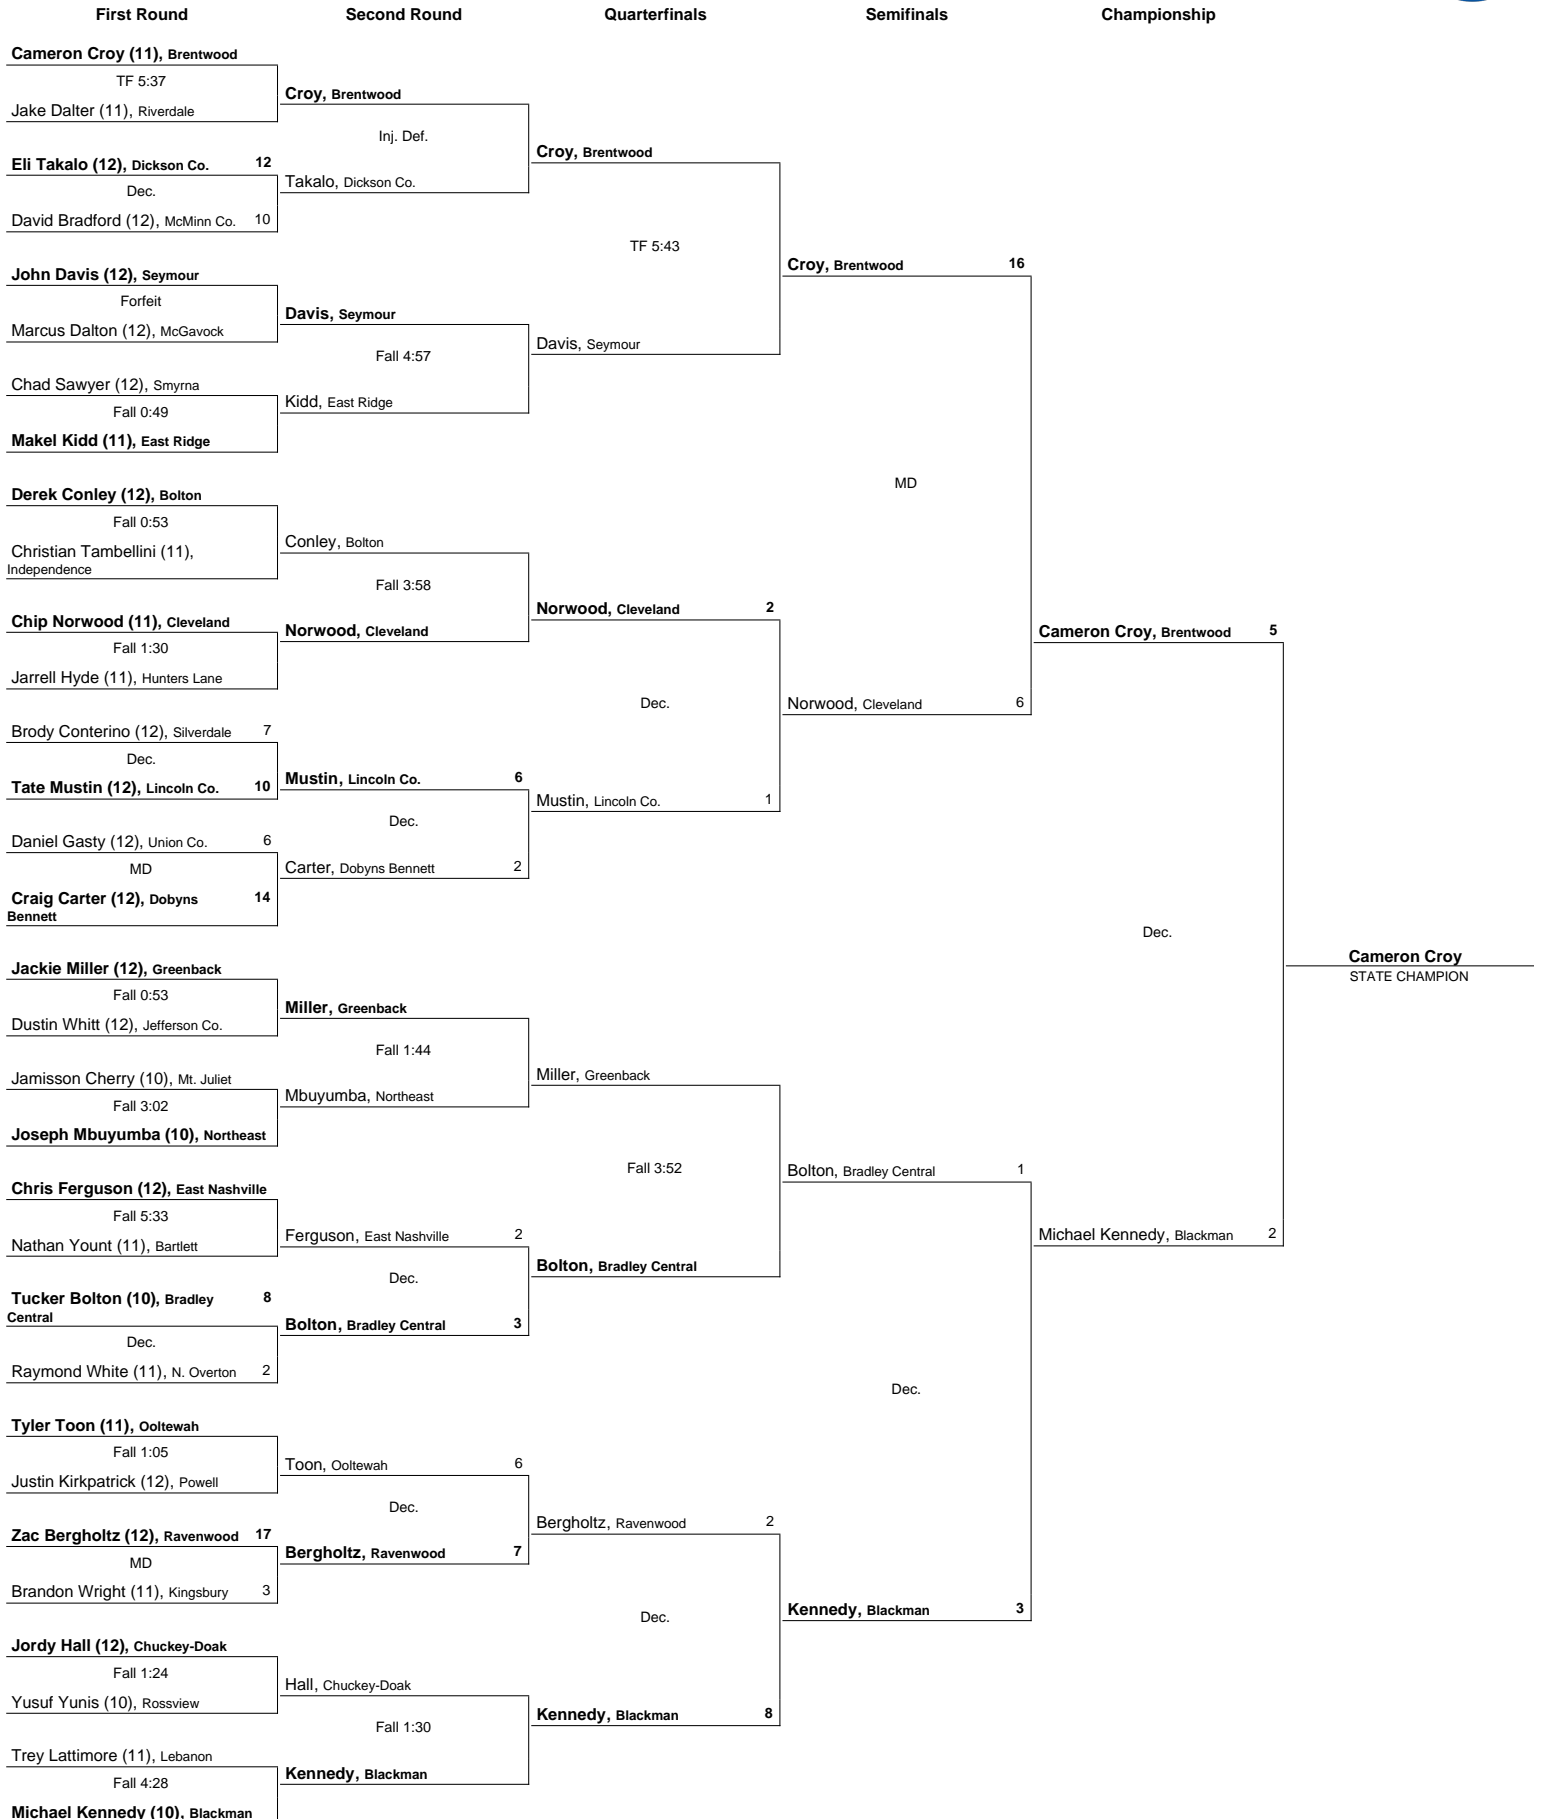 First Round
Second Round
Quarterfinals
Semifinals
Championship
Cameron Croy (11), Brentwood
TF 5:37
Jake Dalter (11), Riverdale
Eli Takalo (12), Dickson Co. 12
Dec.
David Bradford (12), McMinn Co. 10
John Davis (12), Seymour
Forfeit
Marcus Dalton (12), McGavock
Chad Sawyer (12), Smyrna
Fall 0:49
Makel Kidd (11), East Ridge
Derek Conley (12), Bolton
Fall 0:53
Christian Tambellini (11),
Independence
Chip Norwood (11), Cleveland
Fall 1:30
Jarrell Hyde (11), Hunters Lane
Brody Conterino (12), Silverdale 7
Dec.
Tate Mustin (12), Lincoln Co. 10
Daniel Gasty (12), Union Co. 6
MD
Craig Carter (12), Dobyns 14
Bennett
Jackie Miller (12), Greenback
Fall 0:53
Dustin Whitt (12), Jefferson Co.
Jamisson Cherry (10), Mt. Juliet
Fall 3:02
Joseph Mbuyumba (10), Northeast
Chris Ferguson (12), East Nashville
Fall 5:33
Nathan Yount (11), Bartlett
Tucker Bolton (10), Bradley 8
Central
Dec.
Raymond White (11), N. Overton 2
Tyler Toon (11), Ooltewah
Fall 1:05
Justin Kirkpatrick (12), Powell
Zac Bergholtz (12), Ravenwood 17
MD
Brandon Wright (11), Kingsbury 3
Jordy Hall (12), Chuckey-Doak
Fall 1:24
Yusuf Yunis (10), Rossview
Trey Lattimore (11), Lebanon
Fall 4:28
Michael Kennedy (10), Blackman
Croy, Brentwood
Inj. Def.
Takalo, Dickson Co.
Davis, Seymour
Fall 4:57
Kidd, East Ridge
Conley, Bolton
Fall 3:58
Norwood, Cleveland
Mustin, Lincoln Co. 6
Dec.
Carter, Dobyns Bennett 2
Miller, Greenback
Fall 1:44
Mbuyumba, Northeast
Ferguson, East Nashville 2
Dec.
Bolton, Bradley Central 3
Toon, Ooltewah 6
Dec.
Bergholtz, Ravenwood 7
Hall, Chuckey-Doak
Fall 1:30
Kennedy, Blackman
Croy, Brentwood
TF 5:43
Davis, Seymour
Norwood, Cleveland 2
Dec.
Mustin, Lincoln Co. 1
Miller, Greenback
Fall 3:52
Bolton, Bradley Central
Bergholtz, Ravenwood 2
Dec.
Kennedy, Blackman 8
Croy, Brentwood 16
MD
Norwood, Cleveland 6
Bolton, Bradley Central 1
Dec.
Kennedy, Blackman 3
Cameron Croy, Brentwood 5
Dec.
Michael Kennedy, Blackman 2
Cameron Croy
STATE CHAMPION